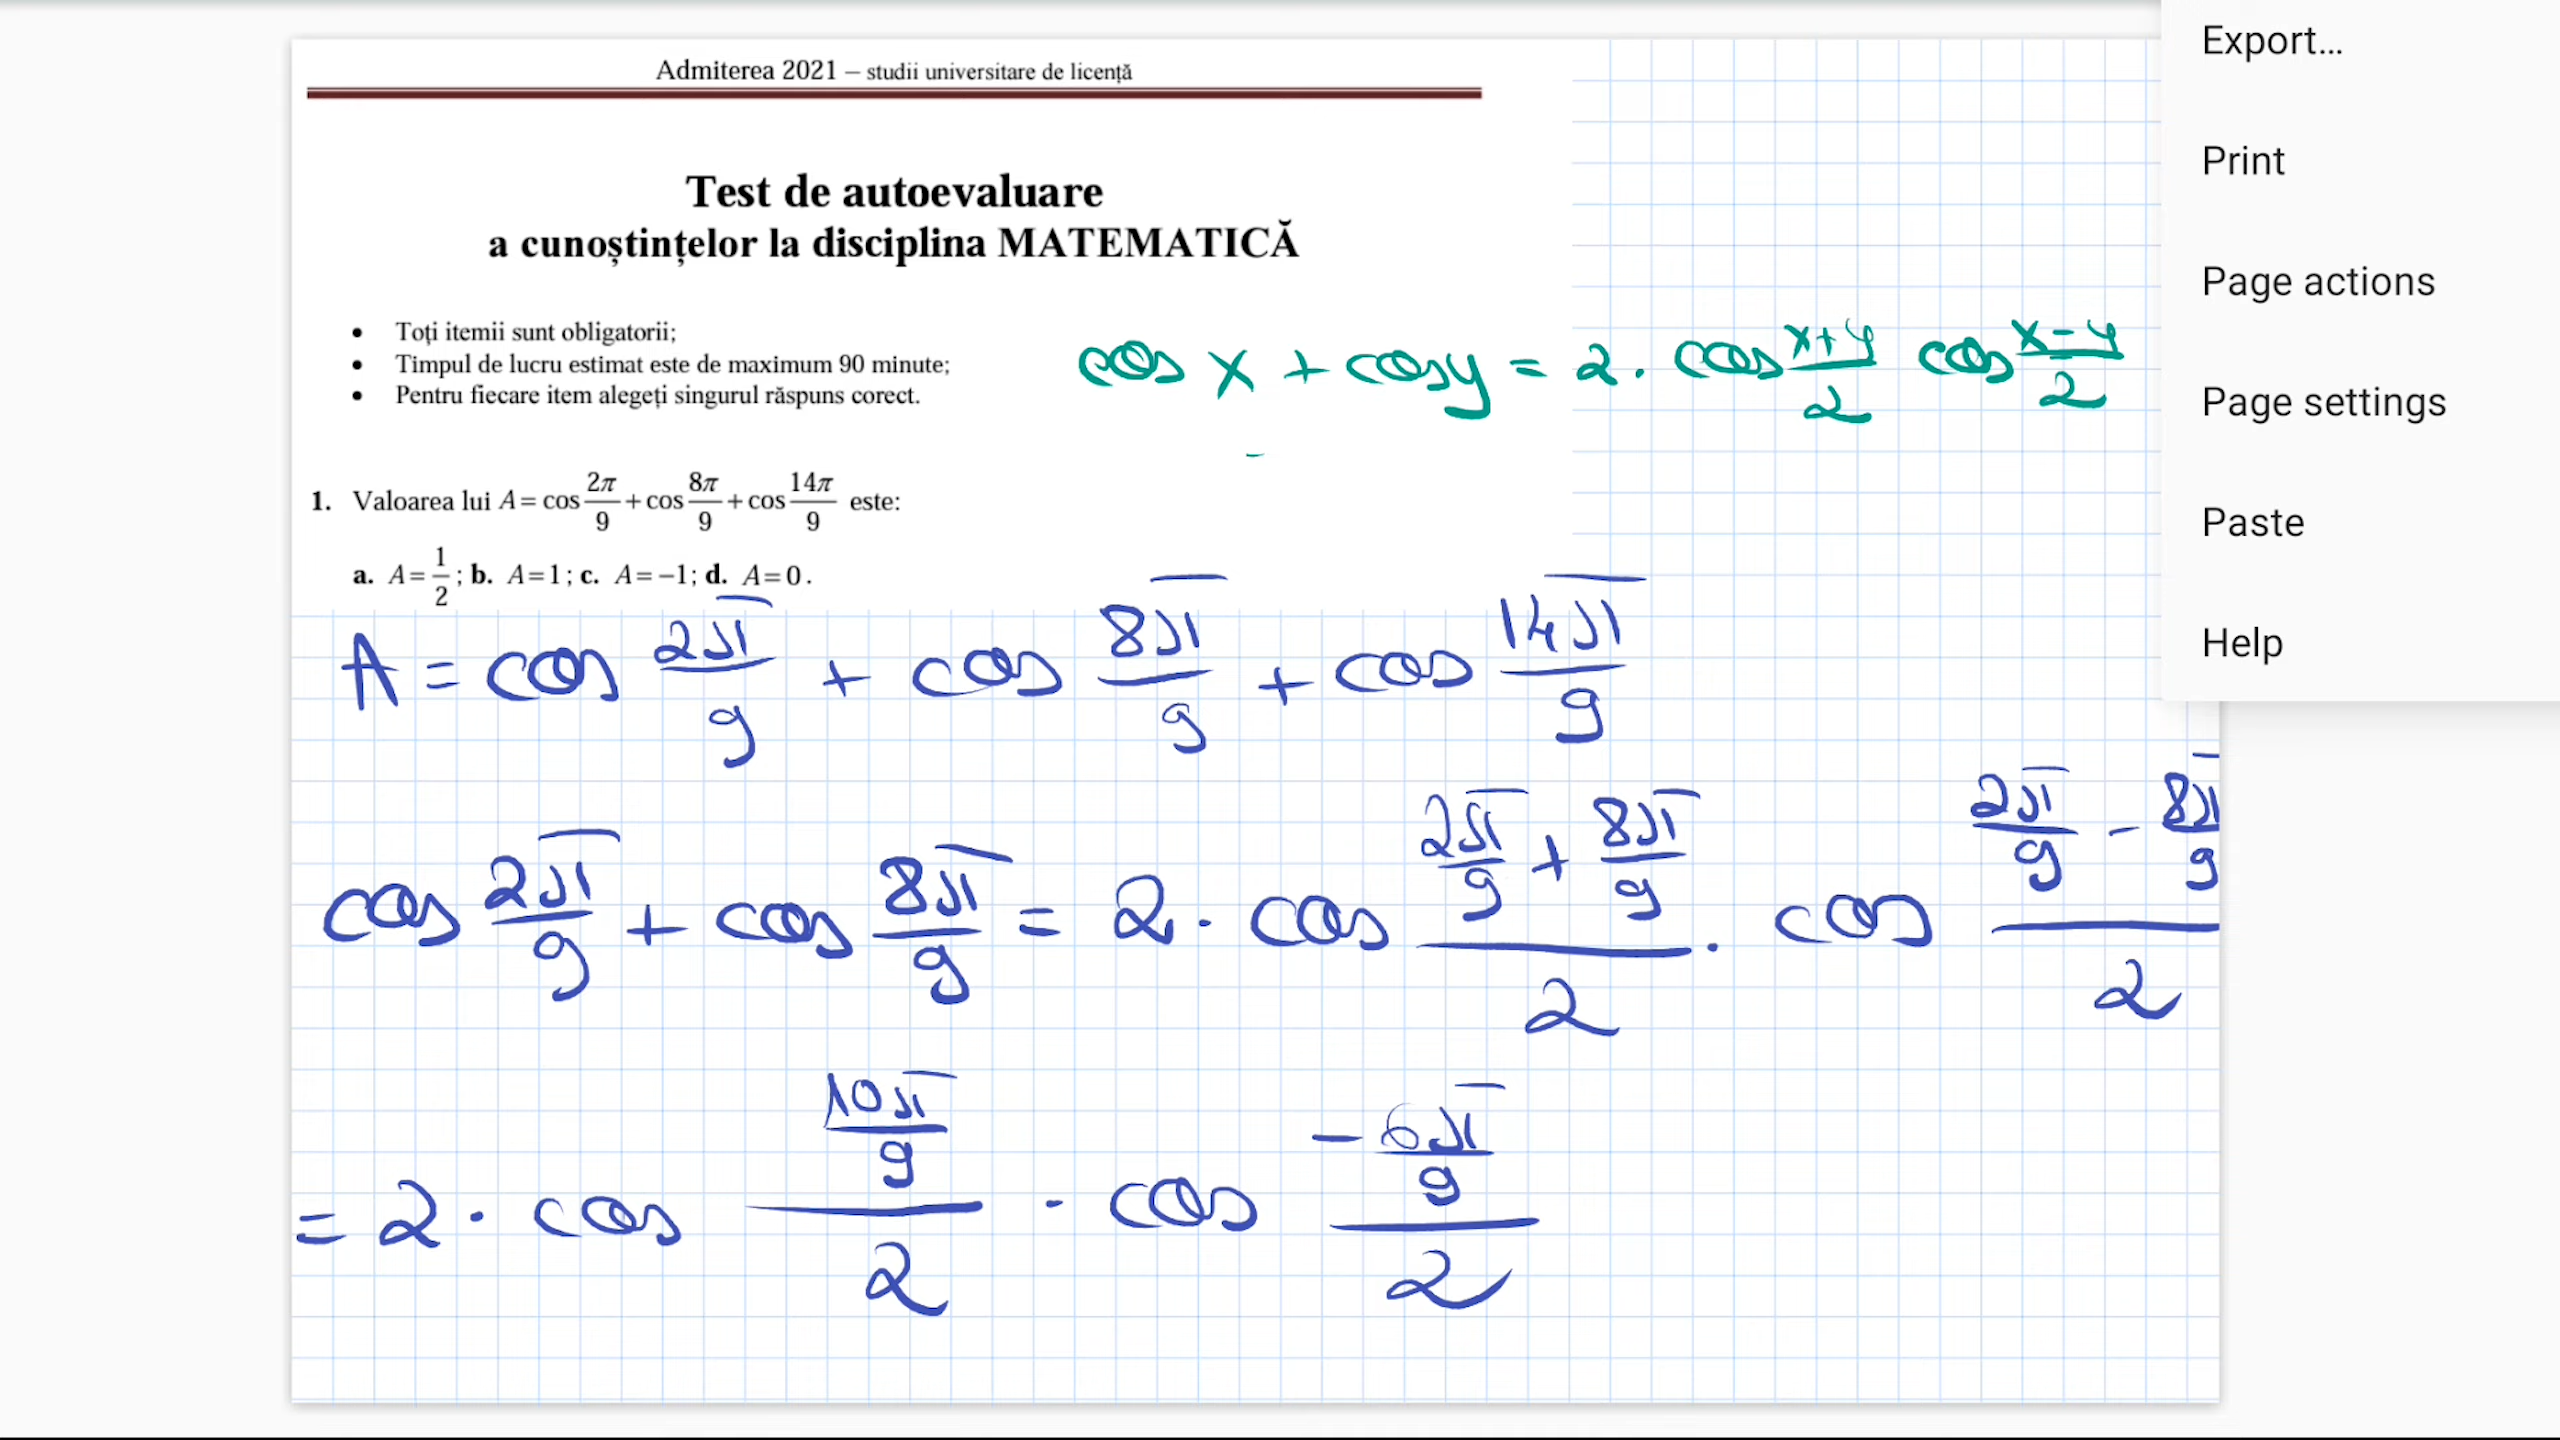 Admiterea 2021 – studii universitare de licență
Test de autoevaluare
a cunoștințelor la disciplina MATEMATICĂ
• Toți itemii sunt obligatorii;
• Timpul de lucru estimat este de maximum 90 minute;
• Pentru fiecare item alegeți singurul răspuns corect.
cos x + cos y = 2 · cos (x+y)/2 cos (x-y)/2
1. Valoarea lui A = cos 2π/9 + cos 8π/9 + cos 14π/9 este:
a. A = 1/2; b. A = 1; c. A = −1; d. A = 0.
A = cos 2π/9 + cos 8π/9 + cos 14π/9
cos 2π/9 + cos 8π/9 = 2 · cos (2π/9 + 8π/9)/2 · cos (2π/9 - 8π/9)/2
= 2 · cos (10π/9)/2 · cos (-6π/9)/2
Export...
Print
Page actions
Page settings
Paste
Help